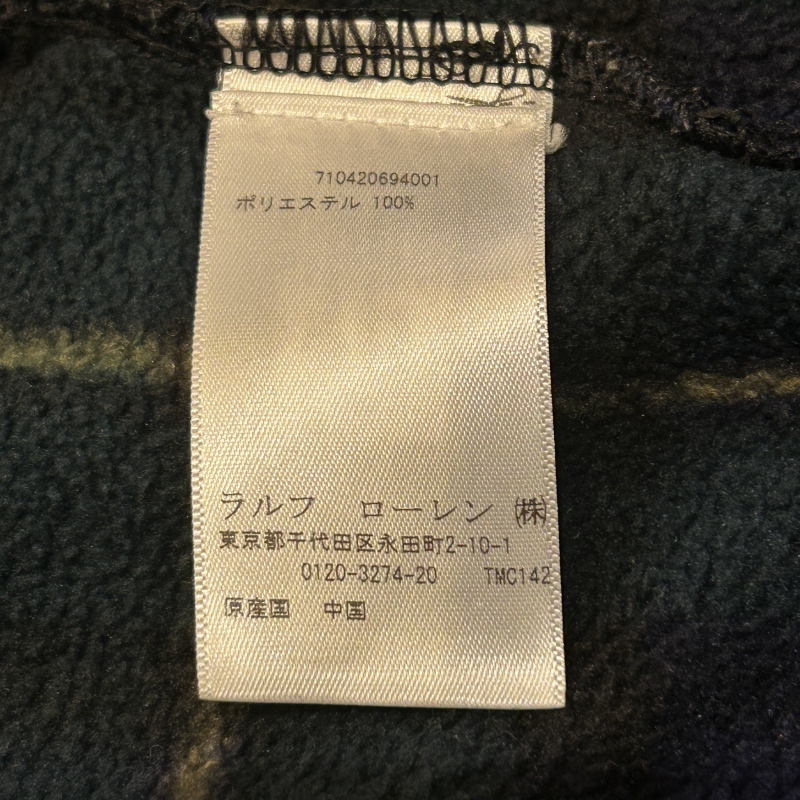 710420694001
ポリエステル 100%
ラルフ ローレン ㈱
東京都千代田区永田町2-10-1
0120-3274-20 TMC142
原産国 中国